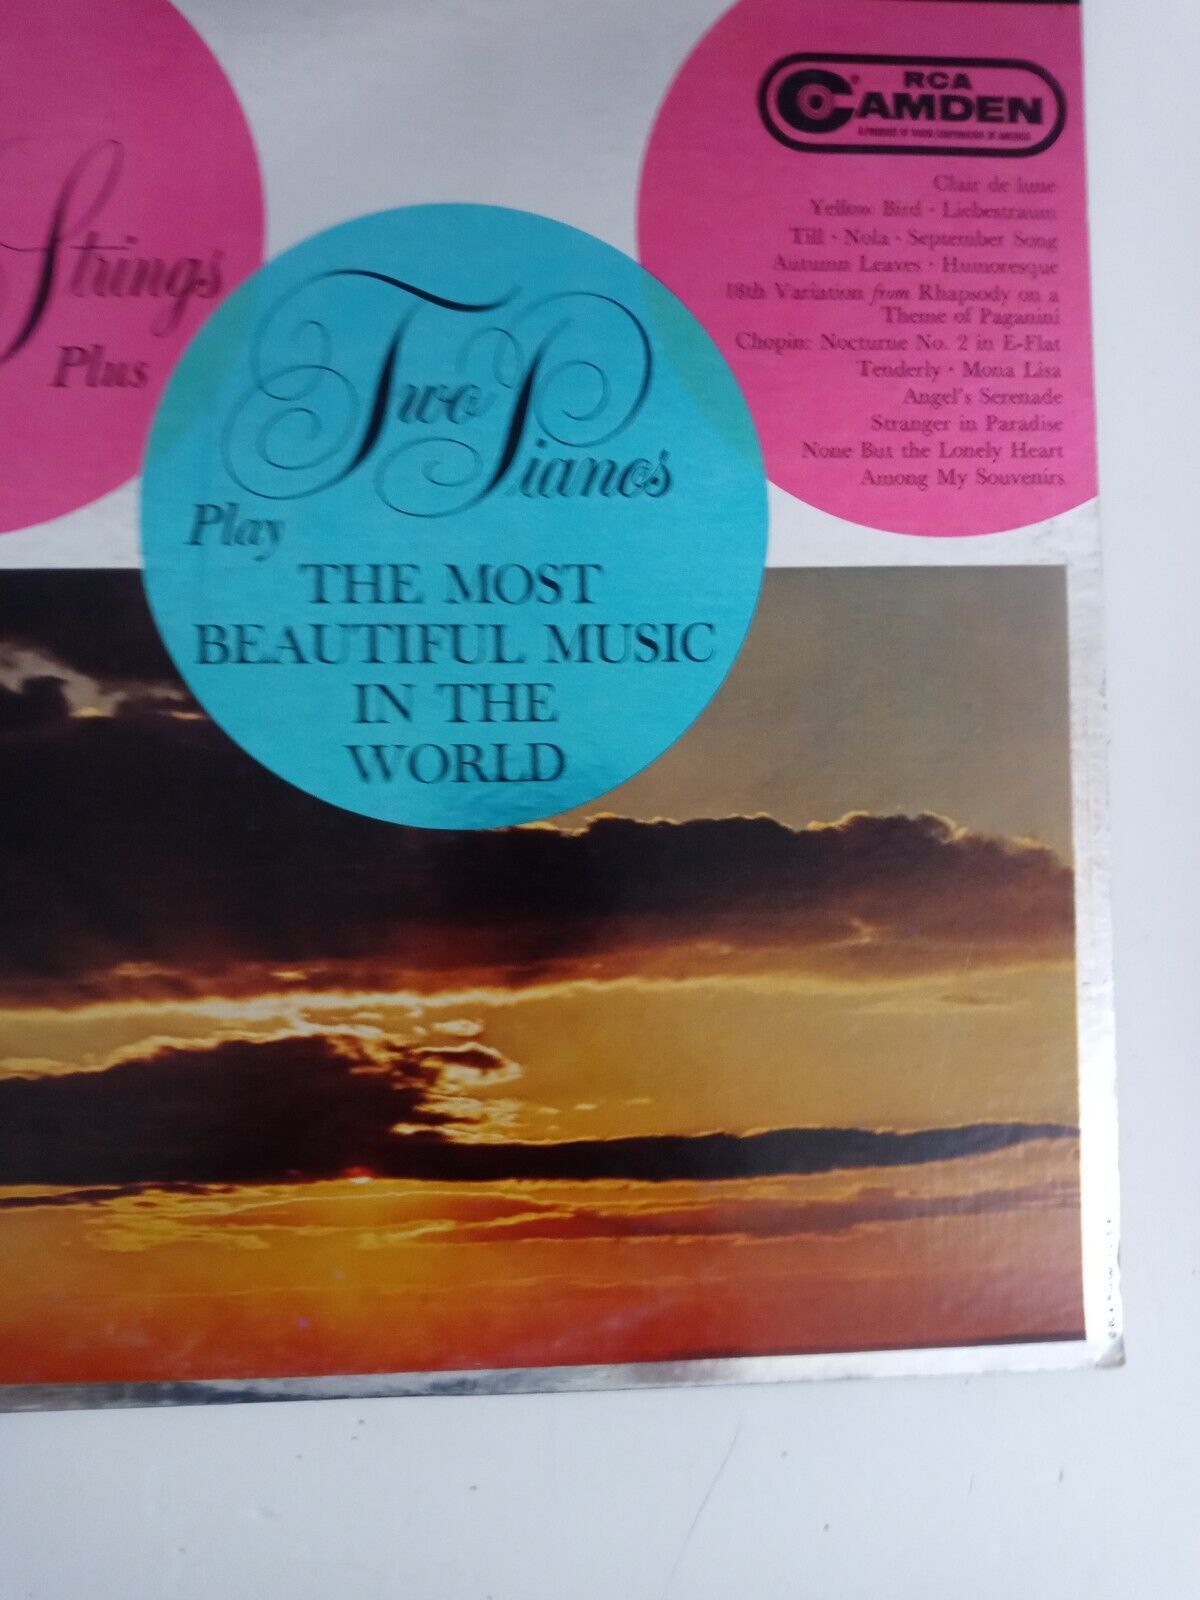 Strings
Plus
Two Pianos
Play
THE MOST
BEAUTIFUL MUSIC
IN THE
WORLD
RCA
CAMDEN
Clair de lune
Yellow Bird · Liebestraum
Till · Nola · September Song
Autumn Leaves · Humoresque
18th Variation from Rhapsody on a
Theme of Paganini
Chopin: Nocturne No. 2 in E-Flat
Tenderly · Mona Lisa
Angel's Serenade
Stranger in Paradise
None But the Lonely Heart
Among My Souvenirs